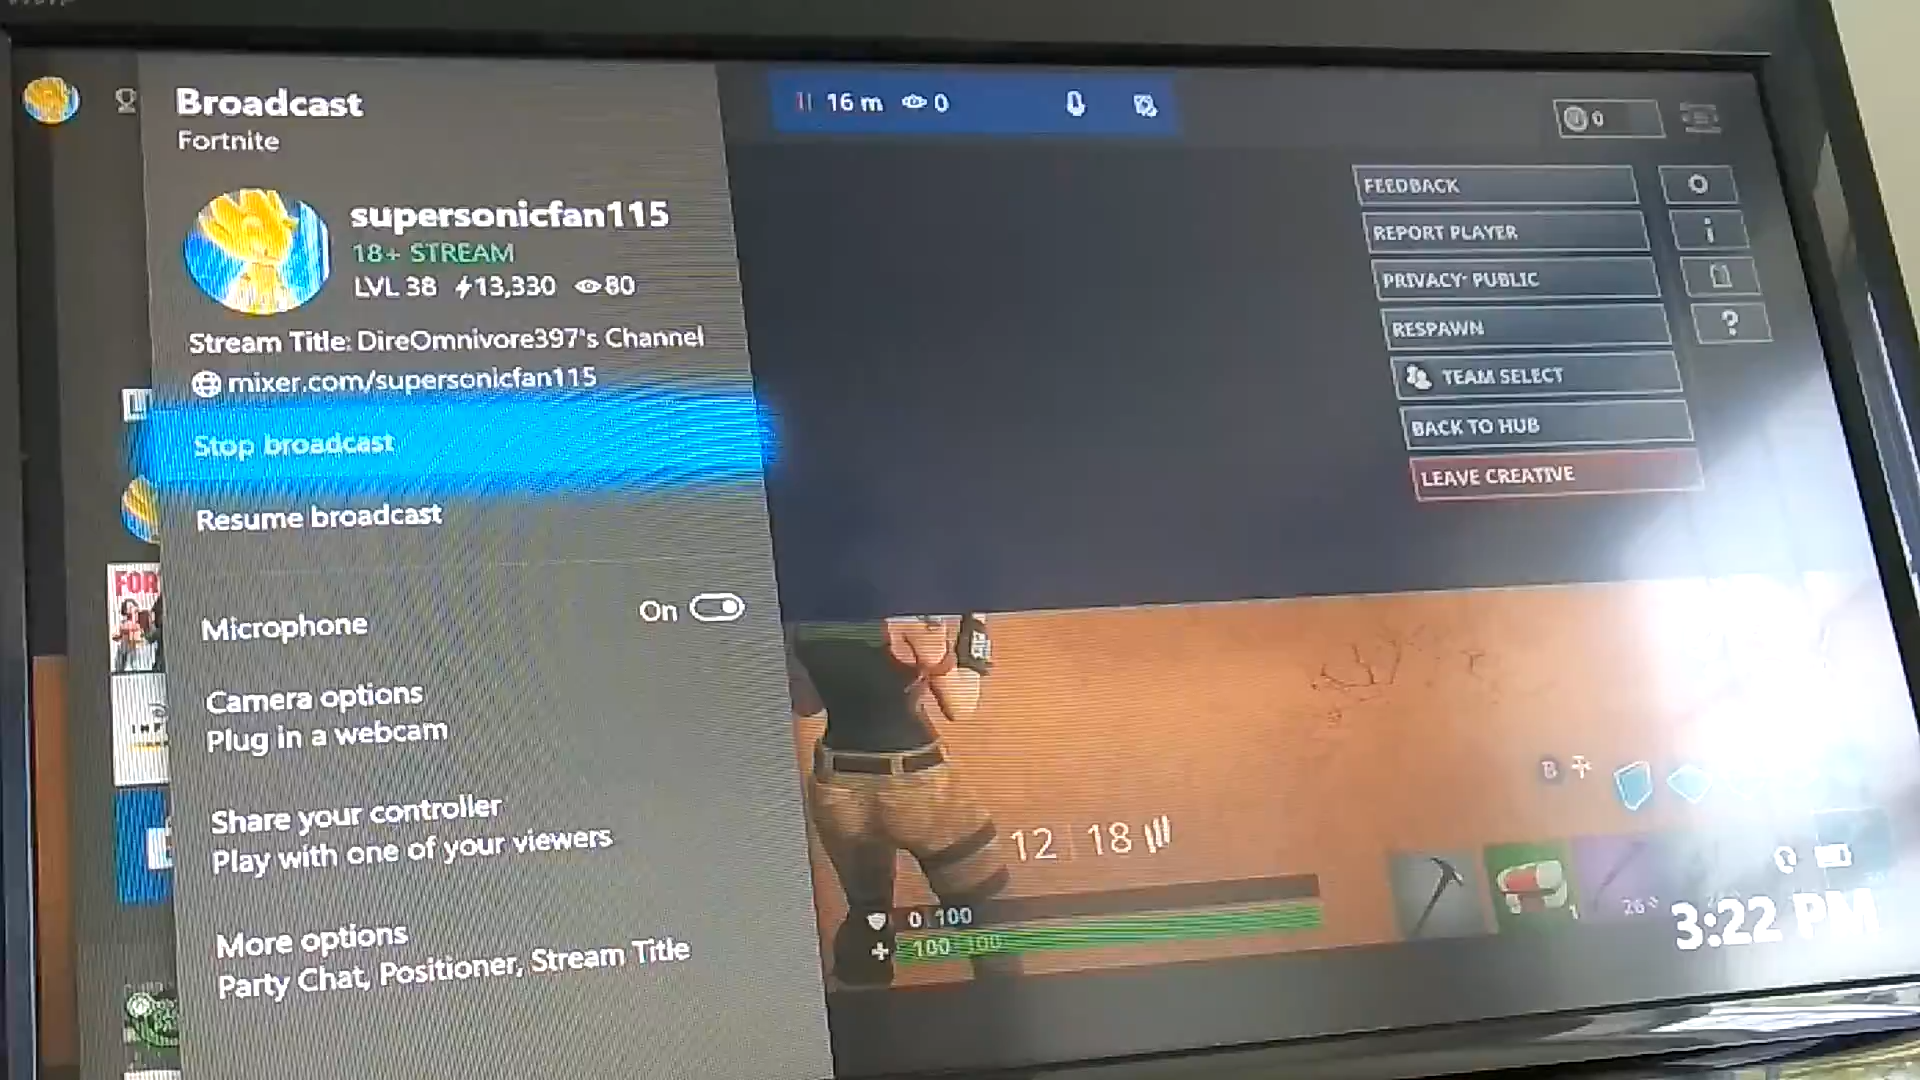 Broadcast
Fortnite
supersonicfan115
18+ STREAM
LVL 38 13,330 80
Stream Title: DireOmnivore397's Channel
mixer.com/supersonicfan115
Stop broadcast
Resume broadcast
Microphone On
Camera options
Plug in a webcam
Share your controller
Play with one of your viewers
More options
Party Chat, Positioner, Stream Title
FOR
16 m 0
0
FEEDBACK
REPORT PLAYER
PRIVACY: PUBLIC
RESPAWN
TEAM SELECT
BACK TO HUB
LEAVE CREATIVE
i
?
B
12 | 18
0 | 100
100 | 100
1
26
3:22 PM